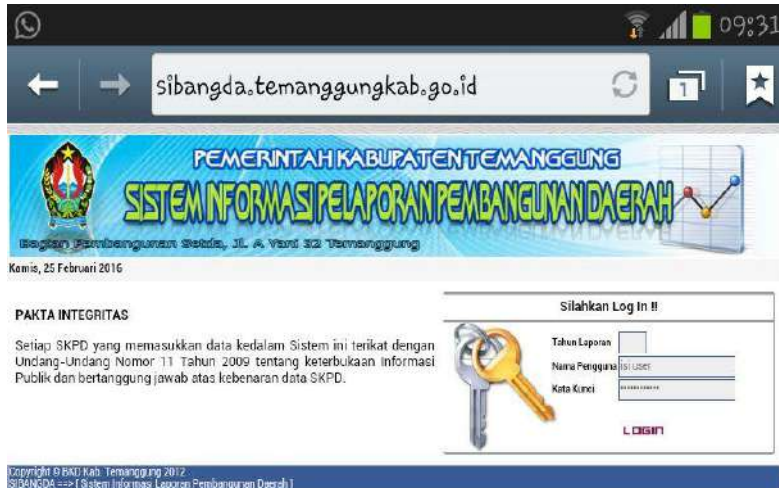 09:31
sibangda.temanggungkab.go.id
1
PEMERINTAH KABUPATEN TEMANGGUNG
SISTEM INFORMASI PELAPORAN PEMBANGUNAN DAERAH
Bagian Pembangunan Setda, Jl. A Yani 32 Temanggung
Kamis, 25 Februari 2016
PAKTA INTEGRITAS
Setiap SKPD yang memasukkan data kedalam Sistem ini terikat dengan
Undang-Undang Nomor 11 Tahun 2009 tentang keterbukaan Informasi
Publik dan bertanggung jawab atas kebenaran data SKPD.
Silahkan Log In !!
Tahun Laporan
Nama Pengguna Isi User
Kata Kunci
LOGIN
Copyright © BKD Kab. Temanggung 2012
SIBANGDA ==> [ Sistem Informasi Laporan Pembangunan Daerah ]